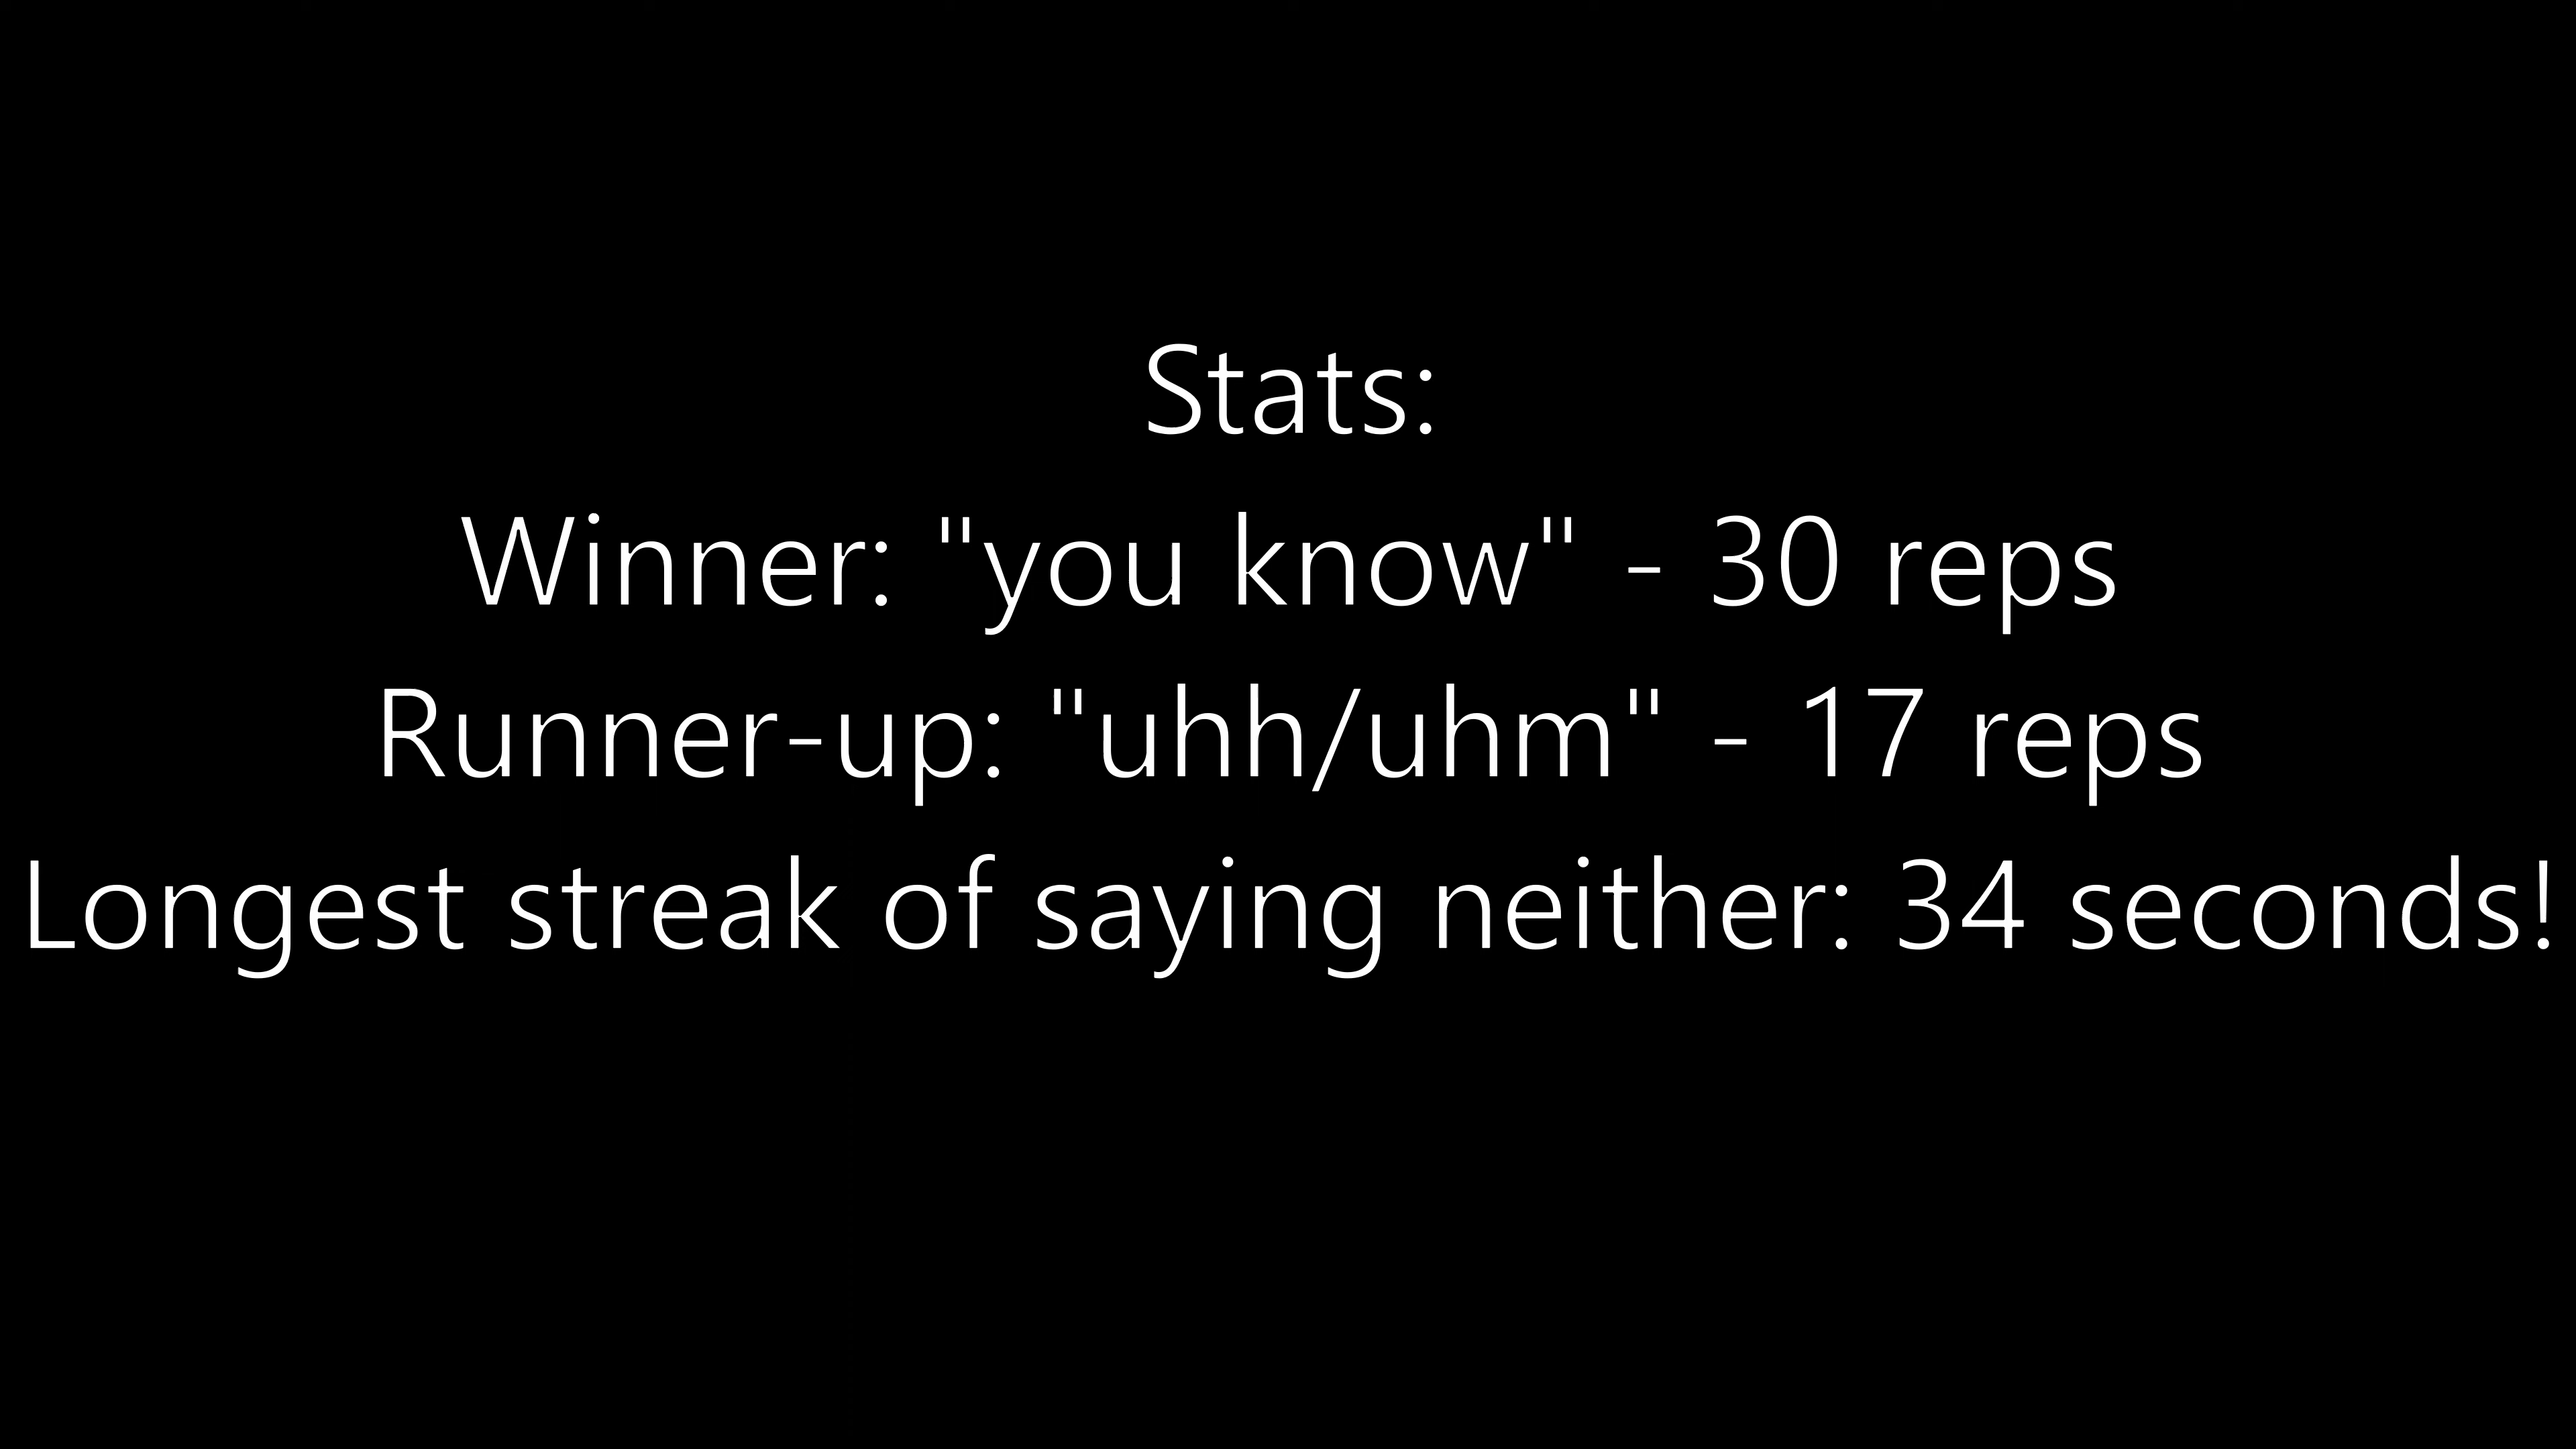 Stats:
Winner: "you know" - 30 reps
Runner-up: "uhh/uhm" - 17 reps
Longest streak of saying neither: 34 seconds!